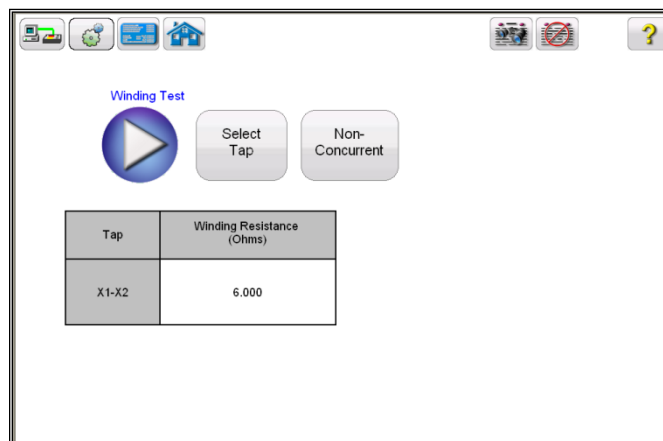 Winding Test
Select
Tap
Non-
Concurrent
Tap
Winding Resistance
(Ohms)
X1-X2
6.000
?